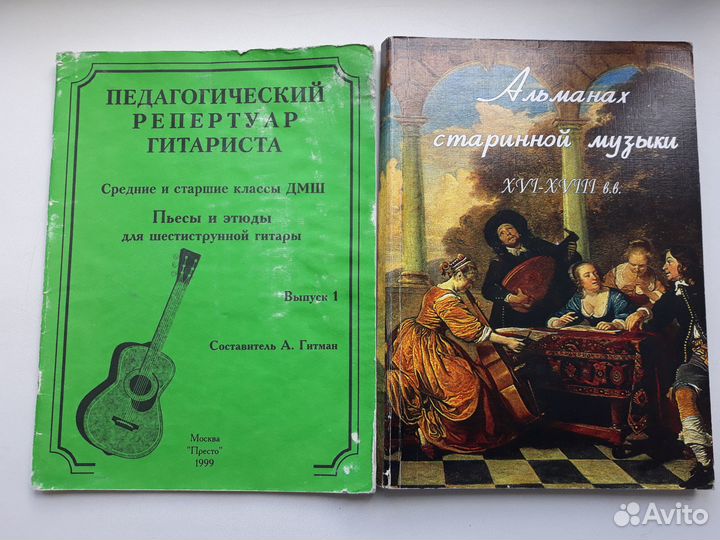 ПЕДАГОГИЧЕСКИЙ
РЕПЕРТУАР
ГИТАРИСТА
Средние и старшие классы ДМШ
Пьесы и этюды
для шестиструнной гитары
Выпуск 1
Составитель А. Гитман
Москва
"Престо"
1999
Альманах
старинной музыки
XVI-XVIII в.в.
Avito